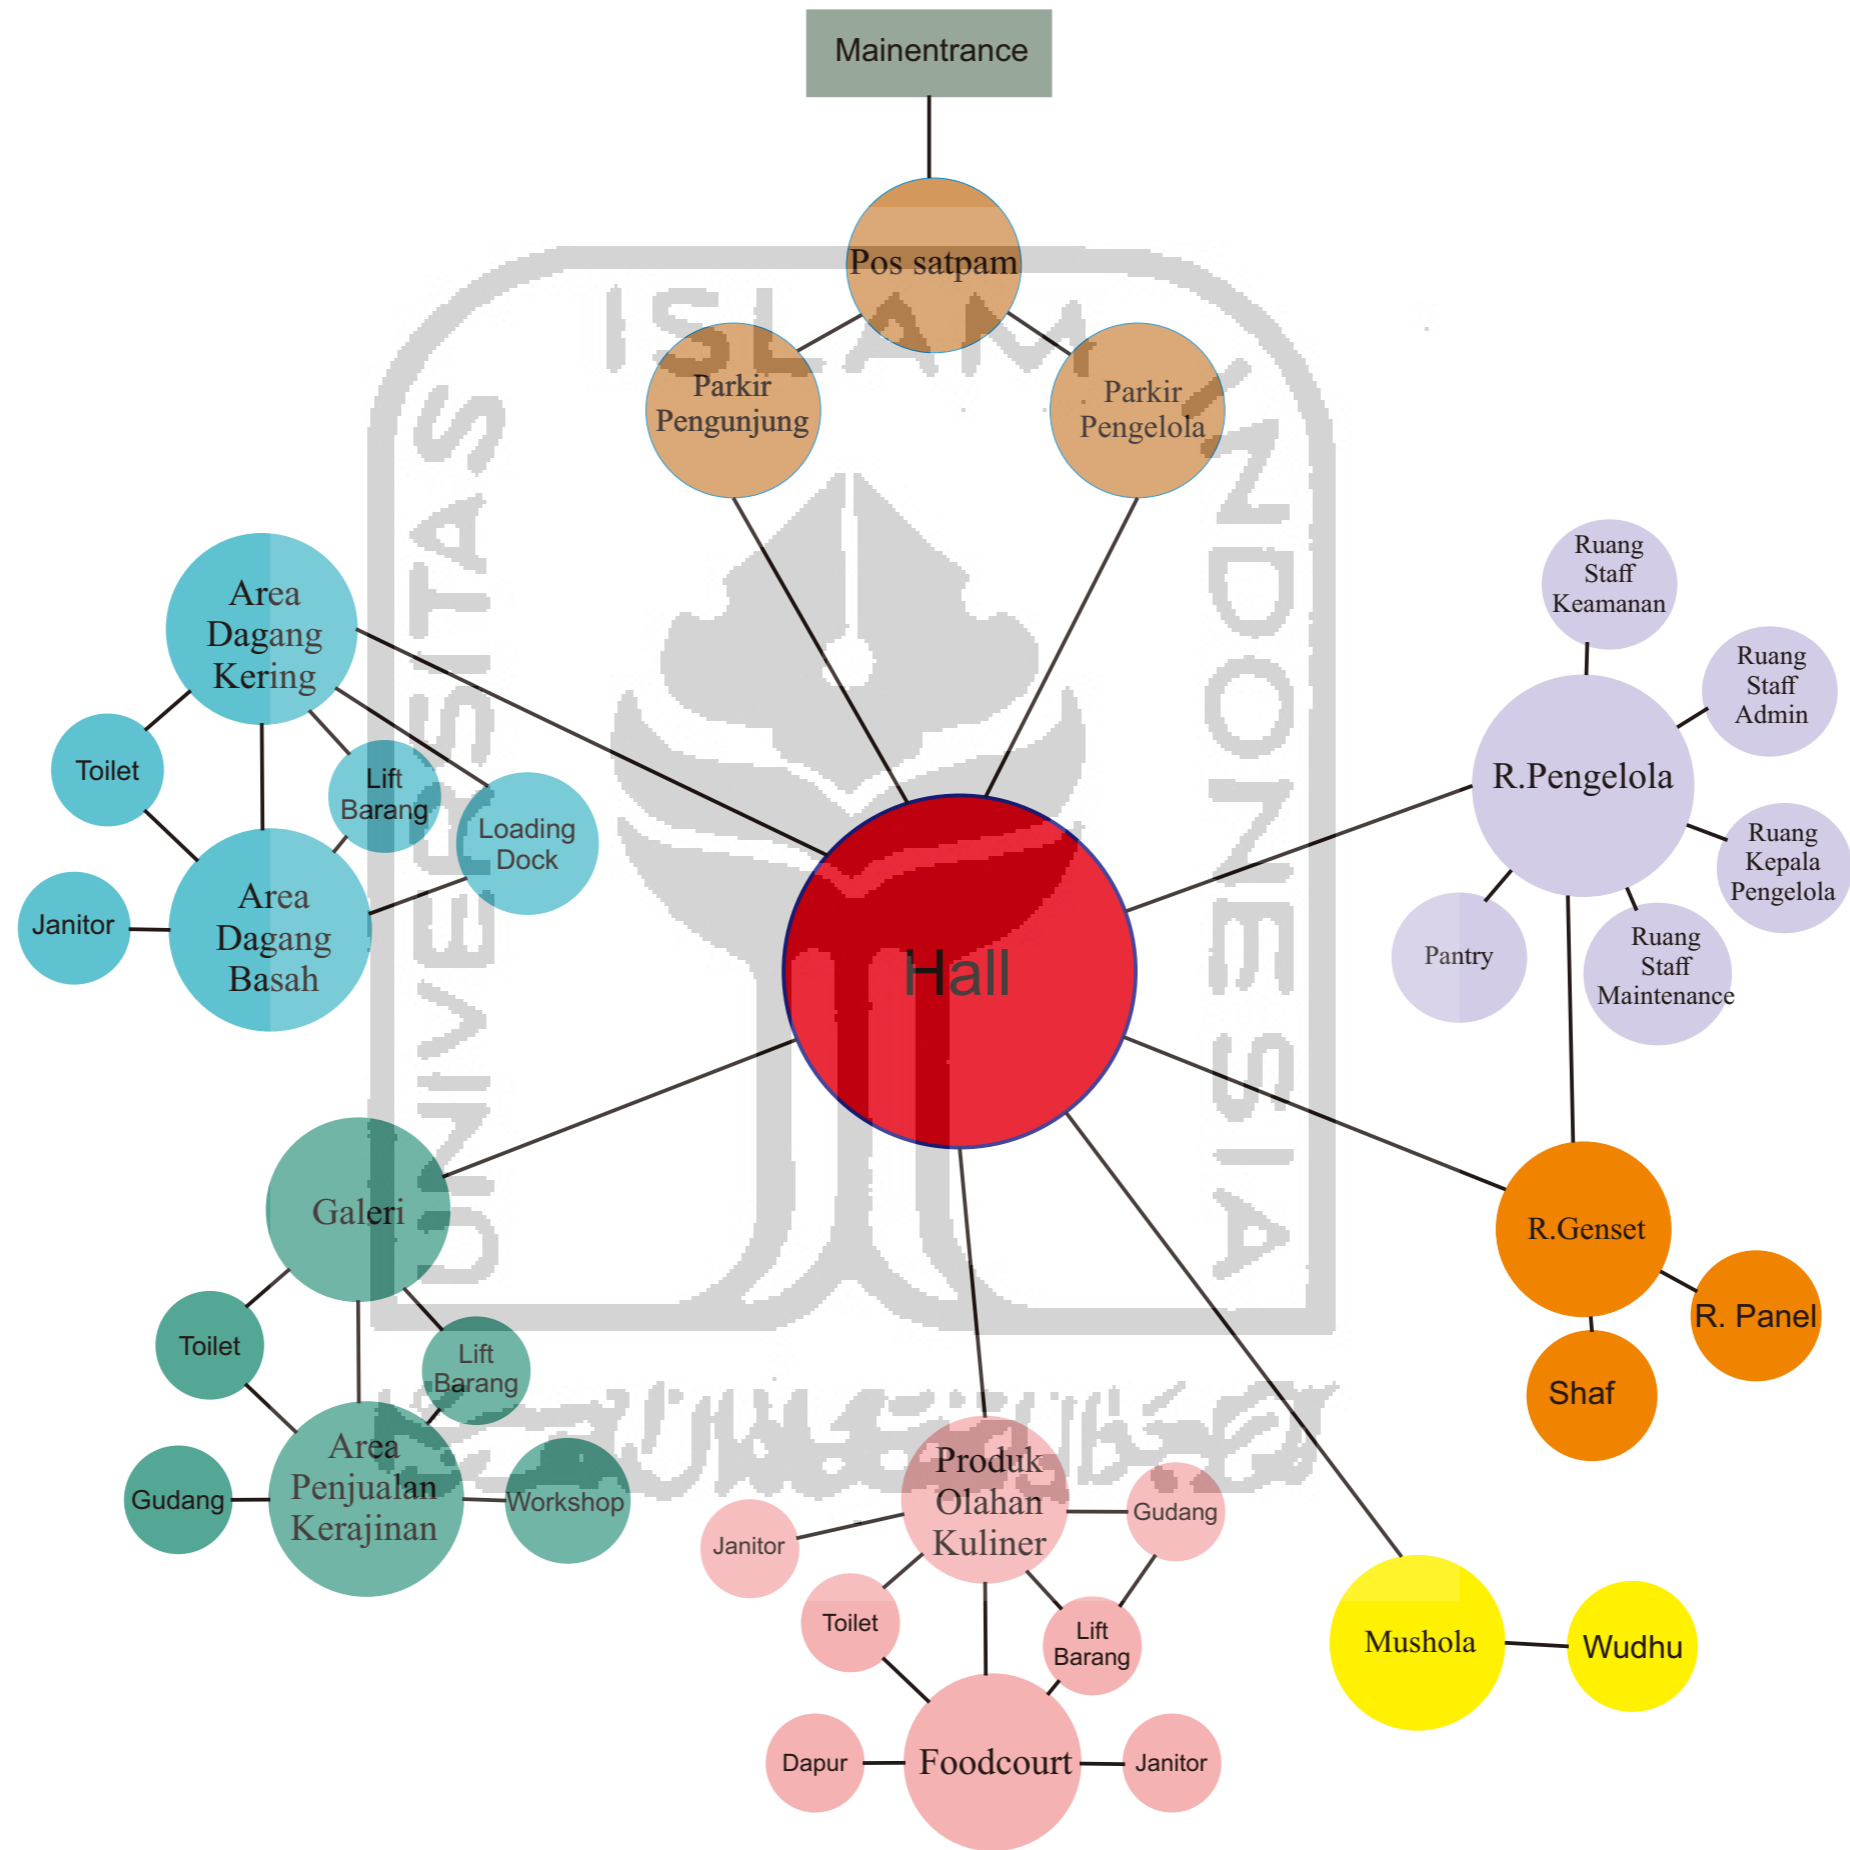 Mainentrance
Pos satpam
Parkir
Pengunjung
Parkir
Pengelola
ISLAM
UNIVERSITAS
INDONESIA
Area
Dagang
Kering
Toilet
Lift
Barang
Loading
Dock
Janitor
Area
Dagang
Basah
Hall
Ruang
Staff
Keamanan
Ruang
Staff
Admin
R.Pengelola
Ruang
Kepala
Pengelola
Pantry
Ruang
Staff
Maintenance
Galeri
Toilet
Lift
Barang
Gudang
Area
Penjualan
Kerajinan
Workshop
R.Genset
R. Panel
Shaf
Produk
Olahan
Kuliner
Janitor
Gudang
Toilet
Lift
Barang
Dapur
Foodcourt
Janitor
Mushola
Wudhu